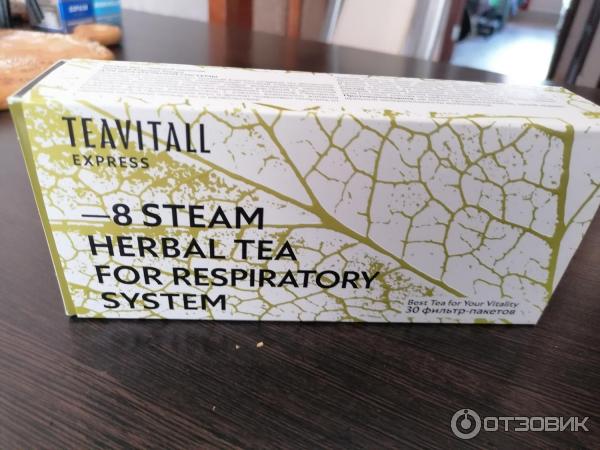 TEAVITALL
EXPRESS
—8 STEAM
HERBAL TEA
FOR RESPIRATORY
SYSTEM
Best Tea for Your Vitality
30 фильтр-пакетов
ОТЗОВИК